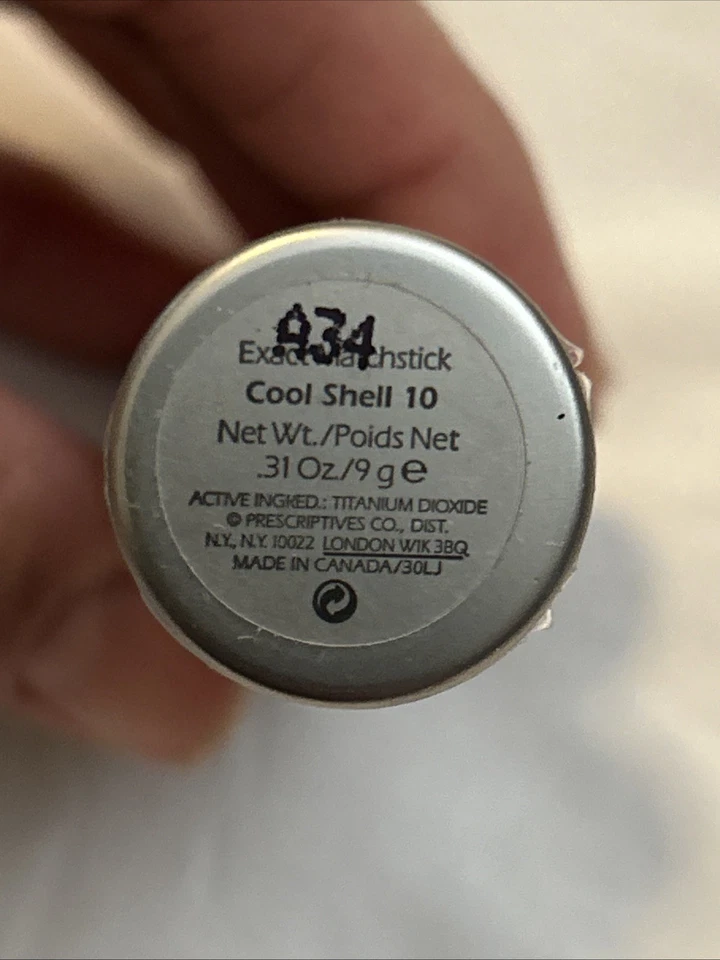 A34
Exact Matchstick
Cool Shell 10
Net Wt./Poids Net
.31 Oz./9 g e
ACTIVE INGRED.: TITANIUM DIOXIDE
© PRESCRIPTIVES CO., DIST.
N.Y., N.Y. 10022 LONDON W1K 3BQ
MADE IN CANADA/30LJ